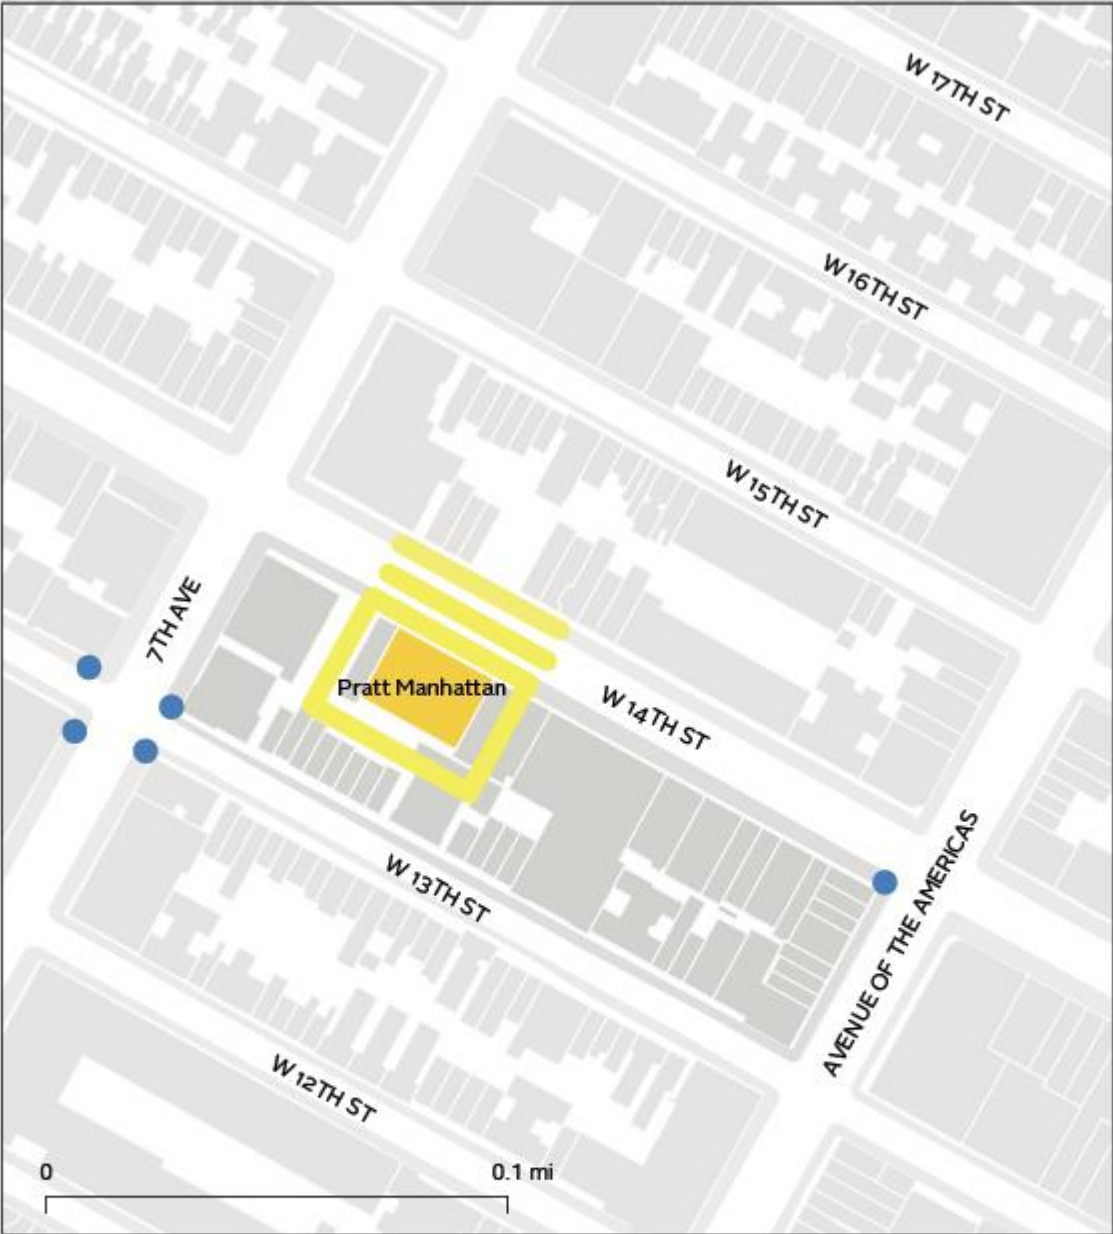 W 17TH ST
W 16TH ST
W 15TH ST
7TH AVE
Pratt Manhattan
W 14TH ST
W 13TH ST
AVENUE OF THE AMERICAS
W 12TH ST
0 0.1 mi